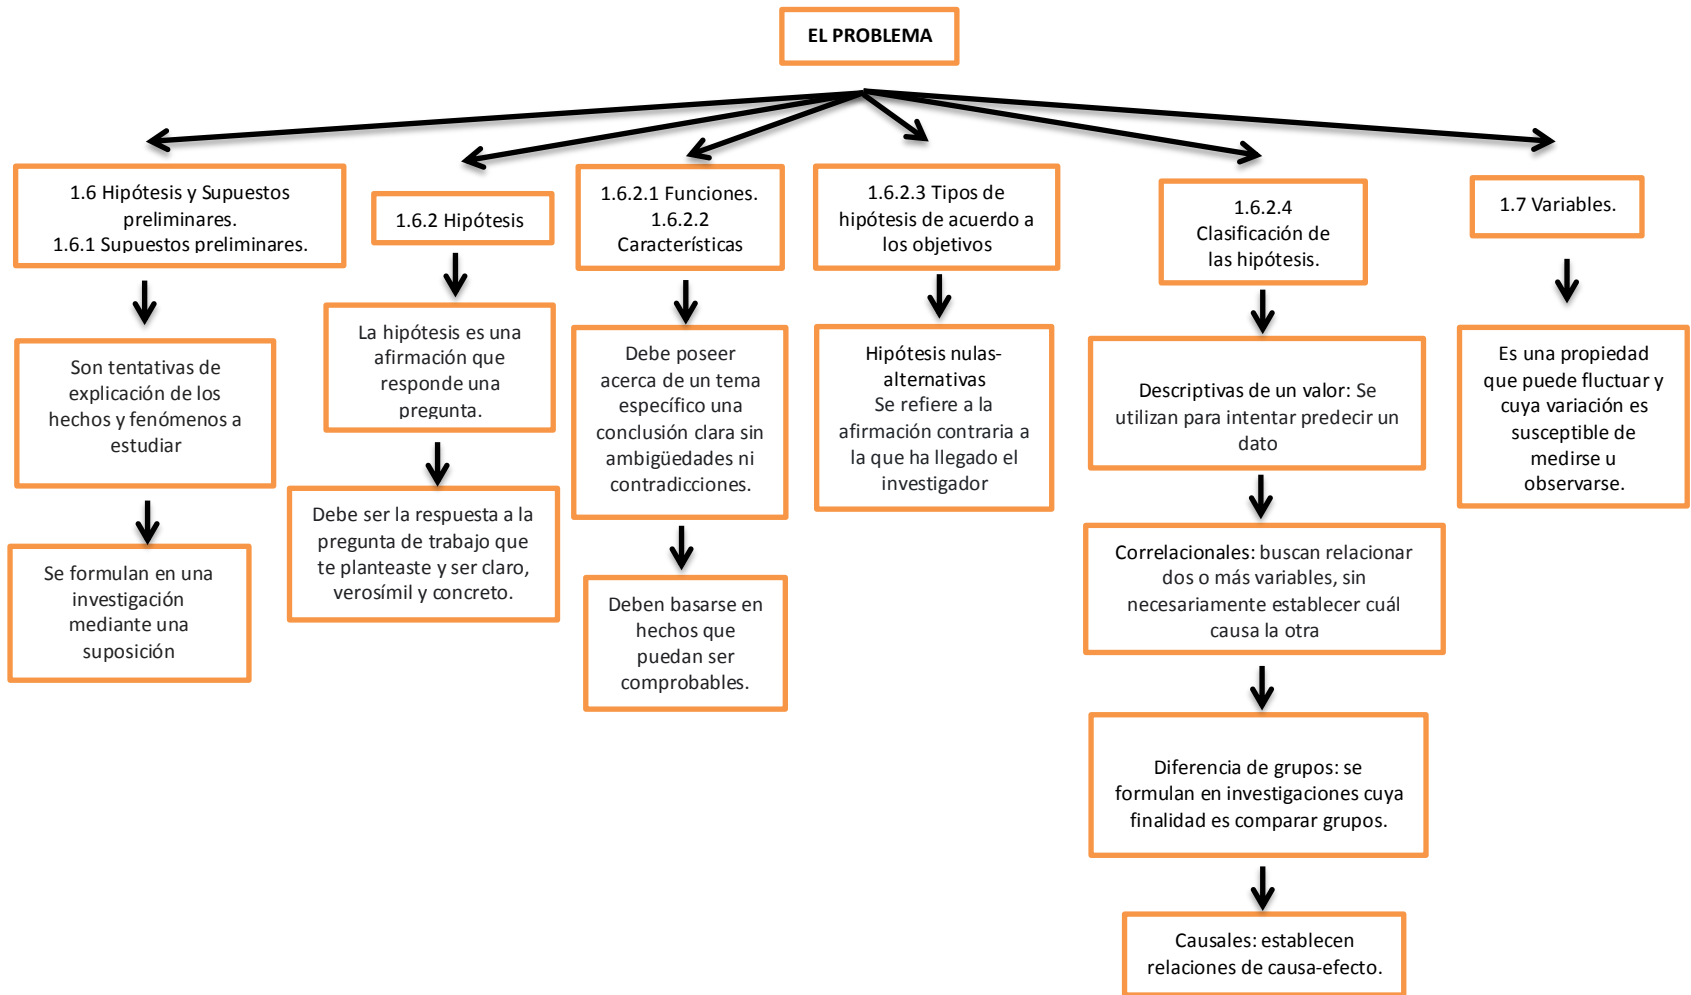 EL PROBLEMA
1.6 Hipótesis y Supuestos
preliminares.
1.6.1 Supuestos preliminares.
1.6.2 Hipótesis
1.6.2.1 Funciones.
1.6.2.2
Características
1.6.2.3 Tipos de
hipótesis de acuerdo a
los objetivos
1.6.2.4
Clasificación de
las hipótesis.
1.7 Variables.
Son tentativas de
explicación de los
hechos y fenómenos a
estudiar
Se formulan en una
investigación
mediante una
suposición
La hipótesis es una
afirmación que
responde una
pregunta.
Debe ser la respuesta a la
pregunta de trabajo que
te planteaste y ser claro,
verosímil y concreto.
Debe poseer
acerca de un tema
específico una
conclusión clara sin
ambigüedades ni
contradicciones.
Deben basarse en
hechos que
puedan ser
comprobables.
Hipótesis nulas-
alternativas
Se refiere a la
afirmación contraria a
la que ha llegado el
investigador
Descriptivas de un valor: Se
utilizan para intentar predecir un
dato
Correlacionales: buscan relacionar
dos o más variables, sin
necesariamente establecer cuál
causa la otra
Diferencia de grupos: se
formulan en investigaciones cuya
finalidad es comparar grupos.
Causales: establecen
relaciones de causa-efecto.
Es una propiedad
que puede fluctuar y
cuya variación es
susceptible de
medirse u
observarse.